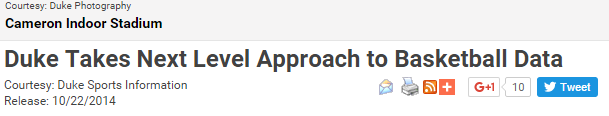 Courtesy: Duke Photography
Cameron Indoor Stadium
Duke Takes Next Level Approach to Basketball Data
Courtesy: Duke Sports Information
G+1 10 Tweet
Release: 10/22/2014